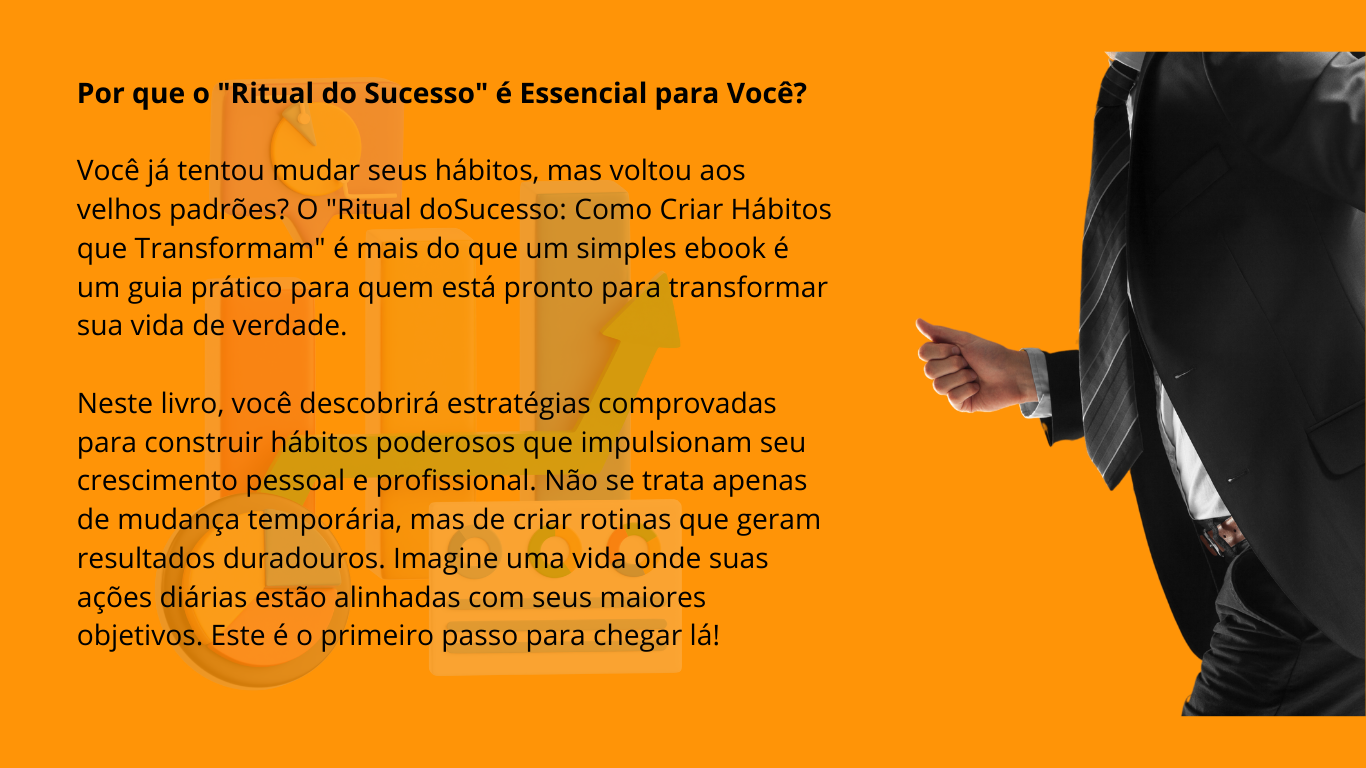 Por que o "Ritual do Sucesso" é Essencial para Você?
Você já tentou mudar seus hábitos, mas voltou aos
velhos padrões? O "Ritual doSucesso: Como Criar Hábitos
que Transformam" é mais do que um simples ebook é
um guia prático para quem está pronto para transformar
sua vida de verdade.
Neste livro, você descobrirá estratégias comprovadas
para construir hábitos poderosos que impulsionam seu
crescimento pessoal e profissional. Não se trata apenas
de mudança temporária, mas de criar rotinas que geram
resultados duradouros. Imagine uma vida onde suas
ações diárias estão alinhadas com seus maiores
objetivos. Este é o primeiro passo para chegar lá!